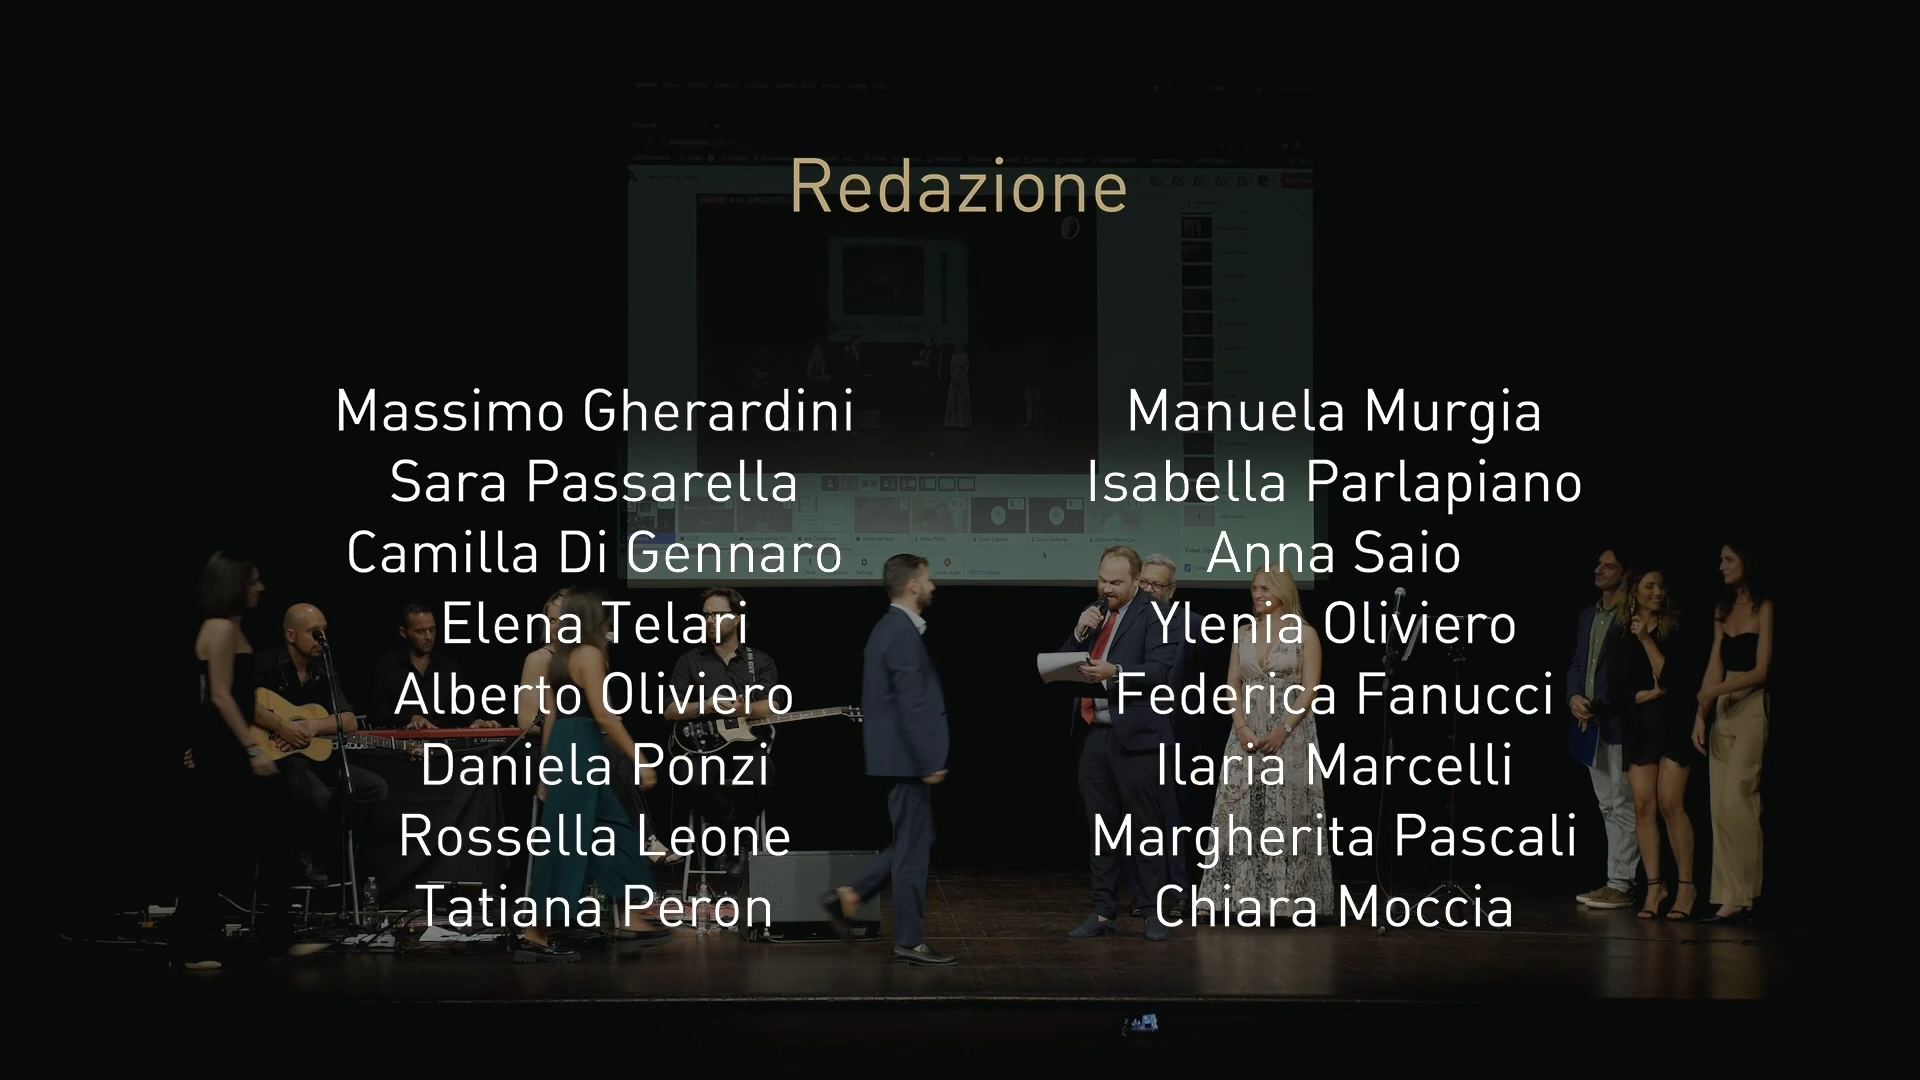 Redazione
Massimo Gherardini
Sara Passarella
Camilla Di Gennaro
Elena Telari
Alberto Oliviero
Daniela Ponzi
Rossella Leone
Tatiana Peron
Manuela Murgia
Isabella Parlapiano
Anna Saio
Ylenia Oliviero
Federica Fanucci
Ilaria Marcelli
Margherita Pascali
Chiara Moccia